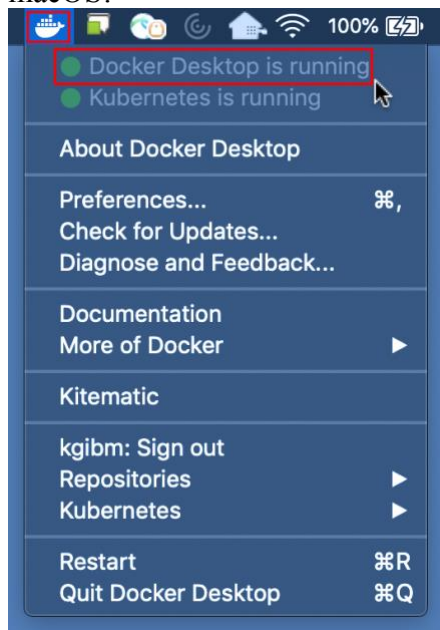 macOS:
100%
Docker Desktop is running
Kubernetes is running
About Docker Desktop
Preferences... ⌘,
Check for Updates...
Diagnose and Feedback...
Documentation
More of Docker ▶
Kitematic
kgibm: Sign out
Repositories ▶
Kubernetes ▶
Restart ⌘R
Quit Docker Desktop ⌘Q